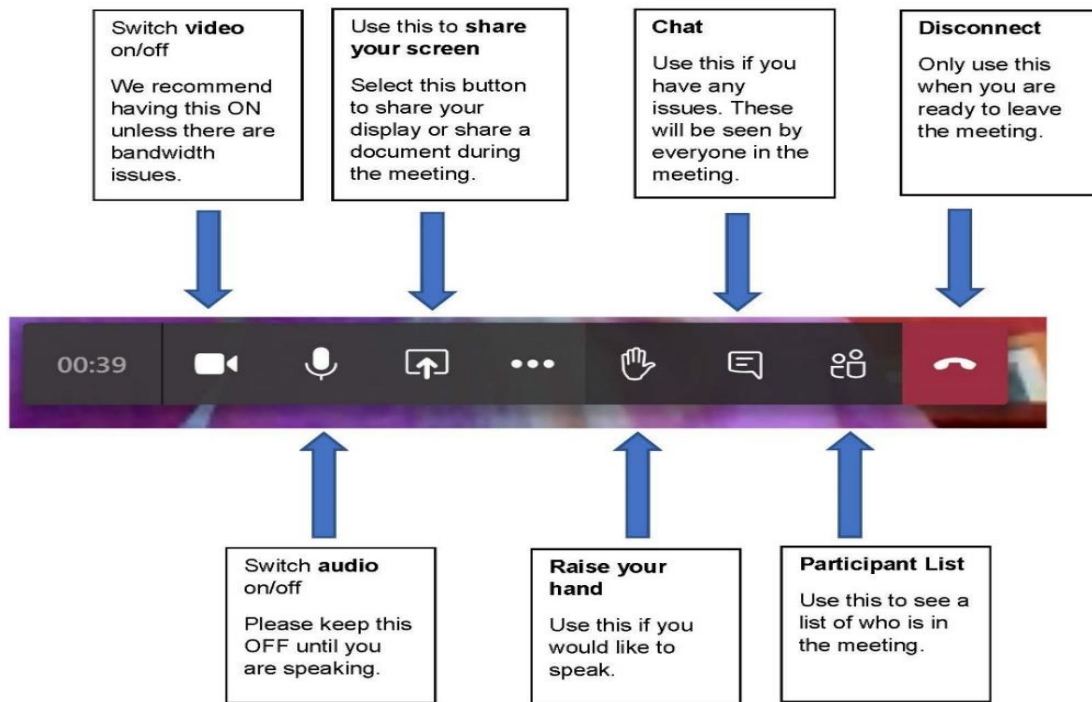 Switch video
on/off
We recommend
having this ON
unless there are
bandwidth
issues.
Use this to share
your screen
Select this button
to share your
display or share a
document during
the meeting.
Chat
Use this if you
have any
issues. These
will be seen by
everyone in the
meeting.
Disconnect
Only use this
when you are
ready to leave
the meeting.
00:39
Switch audio
on/off
Please keep this
OFF until you
are speaking.
Raise your
hand
Use this if you
would like to
speak.
Participant List
Use this to see a
list of who is in
the meeting.